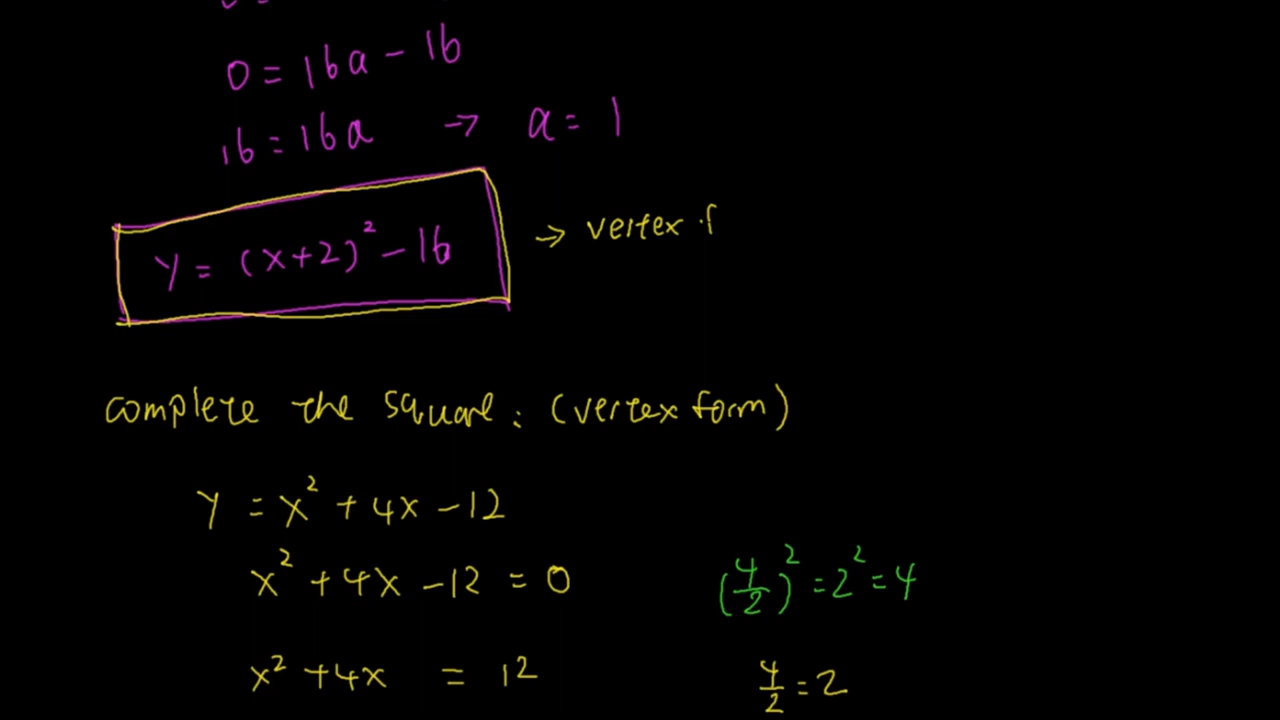 0 = 16a - 16
16 = 16a → a = 1
y = (x+2)² - 16 → vertex f
complete the square: (vertex form)
y = x² + 4x - 12
x² + 4x - 12 = 0
(4/2)² = 2² = 4
x² + 4x = 12
4/2 = 2